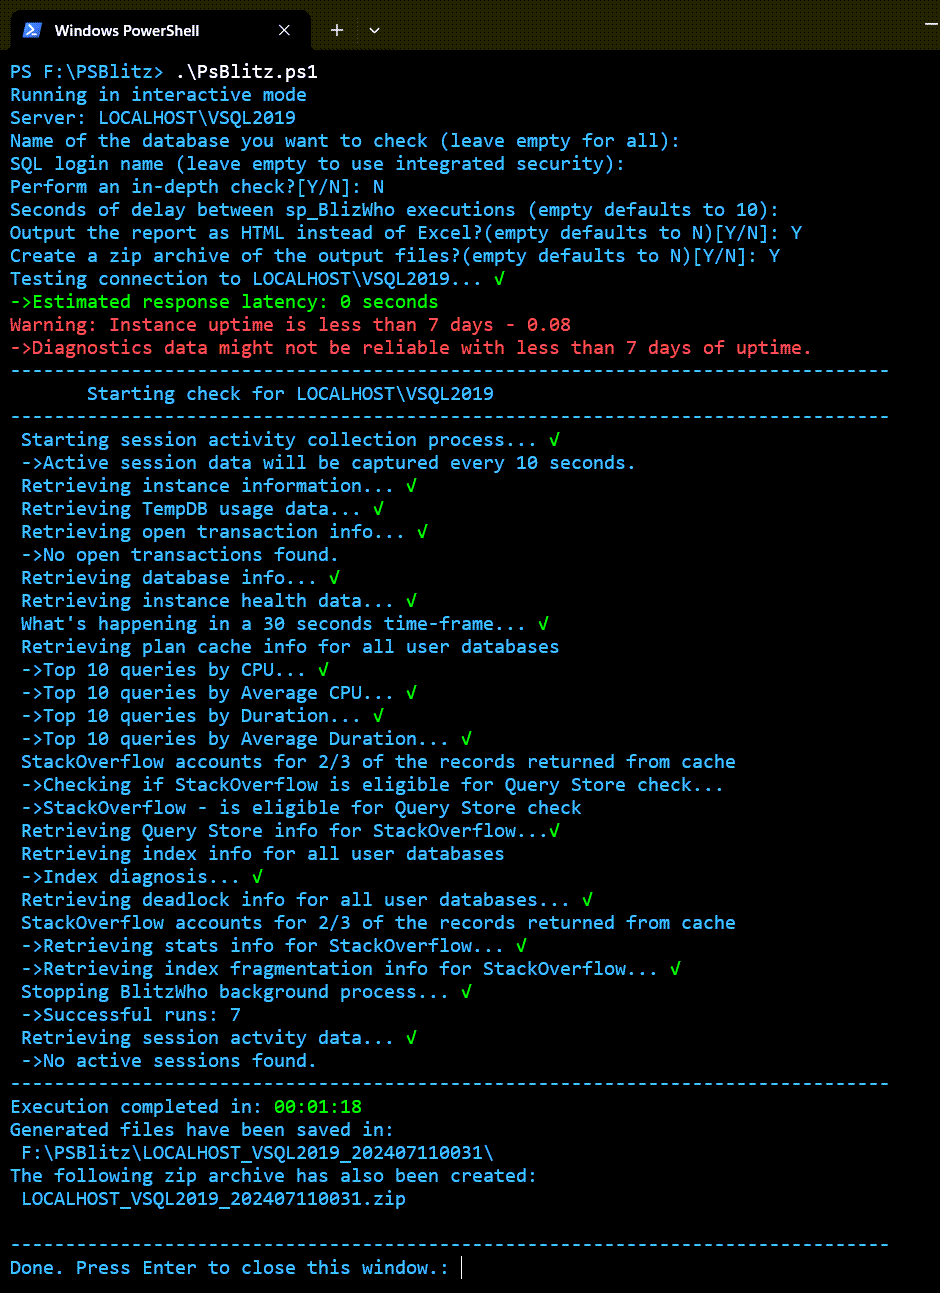 Windows PowerShell
PS F:\PSBlitz> .\PsBlitz.ps1
Running in interactive mode
Server: LOCALHOST\VSQL2019
Name of the database you want to check (leave empty for all):
SQL login name (leave empty to use integrated security):
Perform an in-depth check?[Y/N]: N
Seconds of delay between sp_BlizWho executions (empty defaults to 10):
Output the report as HTML instead of Excel?(empty defaults to N)[Y/N]: Y
Create a zip archive of the output files?(empty defaults to N)[Y/N]: Y
Testing connection to LOCALHOST\VSQL2019... √
->Estimated response latency: 0 seconds
Warning: Instance uptime is less than 7 days - 0.08
->Diagnostics data might not be reliable with less than 7 days of uptime.
--------------------------------------------------------------------------------
Starting check for LOCALHOST\VSQL2019
--------------------------------------------------------------------------------
Starting session activity collection process... √
->Active session data will be captured every 10 seconds.
Retrieving instance information... √
Retrieving TempDB usage data... √
Retrieving open transaction info... √
->No open transactions found.
Retrieving database info... √
Retrieving instance health data... √
What's happening in a 30 seconds time-frame... √
Retrieving plan cache info for all user databases
->Top 10 queries by CPU... √
->Top 10 queries by Average CPU... √
->Top 10 queries by Duration... √
->Top 10 queries by Average Duration... √
StackOverflow accounts for 2/3 of the records returned from cache
->Checking if StackOverflow is eligible for Query Store check...
->StackOverflow - is eligible for Query Store check
Retrieving Query Store info for StackOverflow...√
Retrieving index info for all user databases
->Index diagnosis... √
Retrieving deadlock info for all user databases... √
StackOverflow accounts for 2/3 of the records returned from cache
->Retrieving stats info for StackOverflow... √
->Retrieving index fragmentation info for StackOverflow... √
Stopping BlitzWho background process... √
->Successful runs: 7
Retrieving session actvity data... √
->No active sessions found.
--------------------------------------------------------------------------------
Execution completed in: 00:01:18
Generated files have been saved in:
F:\PSBlitz\LOCALHOST_VSQL2019_202407110031\
The following zip archive has also been created:
LOCALHOST_VSQL2019_202407110031.zip
--------------------------------------------------------------------------------
Done. Press Enter to close this window.: